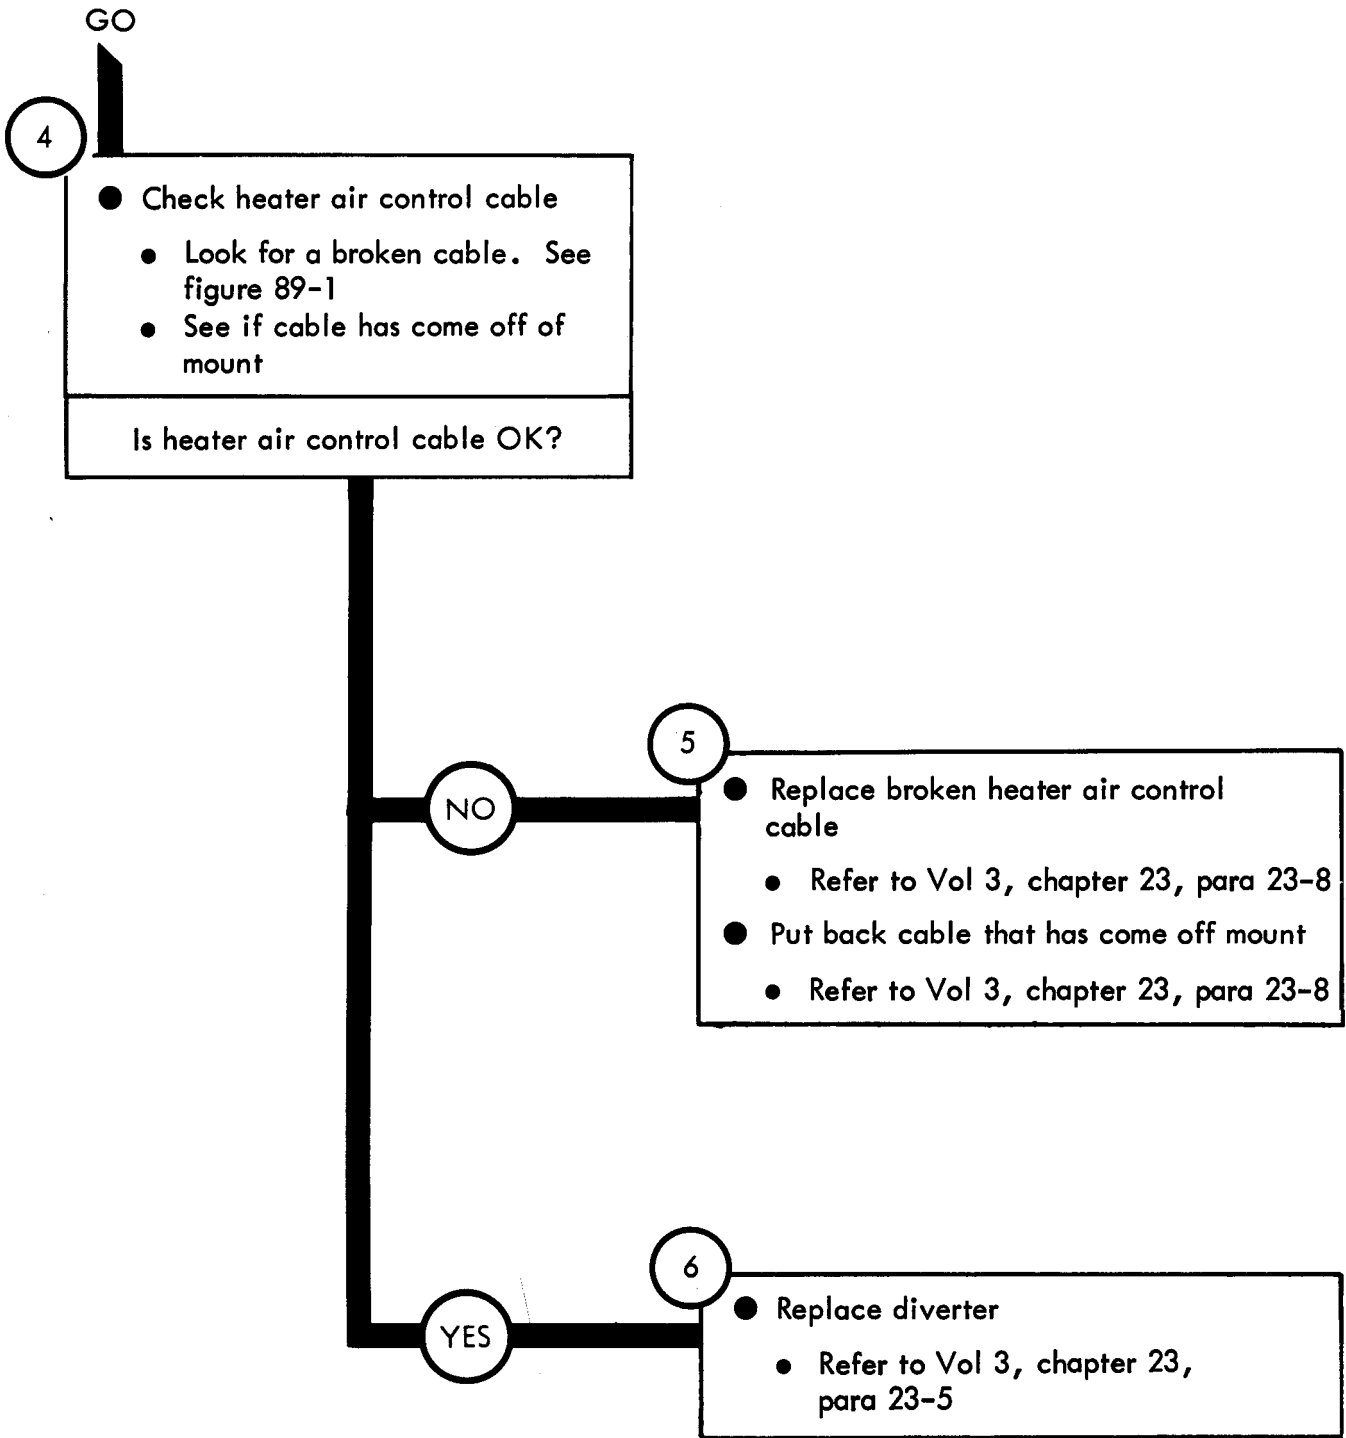 GO
4
● Check heater air control cable
● Look for a broken cable. See
figure 89-1
● See if cable has come off of
mount
Is heater air control cable OK?
5
● Replace broken heater air control
cable
● Refer to Vol 3, chapter 23, para 23-8
● Put back cable that has come off mount
● Refer to Vol 3, chapter 23, para 23-8
NO
6
● Replace diverter
● Refer to Vol 3, chapter 23,
para 23-5
YES